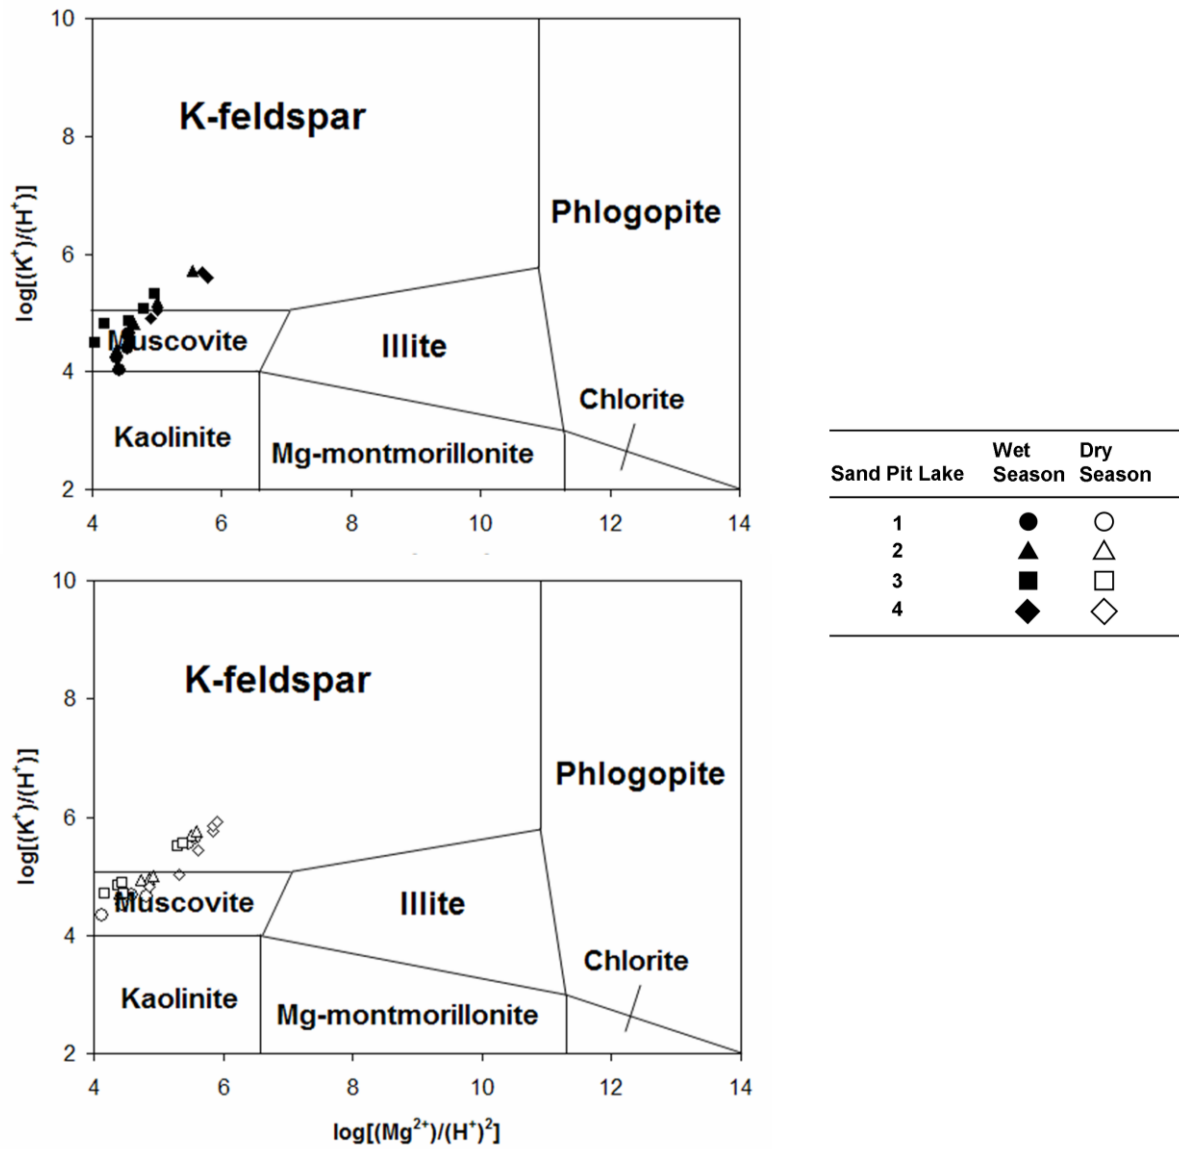 10
K-feldspar
8
Phlogopite
log[(K⁺)/(H⁺)]
6
Muscovite
Illite
4
Chlorite
Kaolinite
Mg-montmorillonite
2
4 6 8 10 12 14
10
K-feldspar
8
Phlogopite
log[(K⁺)/(H⁺)]
6
Muscovite
Illite
4
Chlorite
Kaolinite
Mg-montmorillonite
2
4 6 8 10 12 14
log[(Mg²⁺)/(H⁺)²]
Wet Dry
Sand Pit Lake Season Season
1
2
3
4